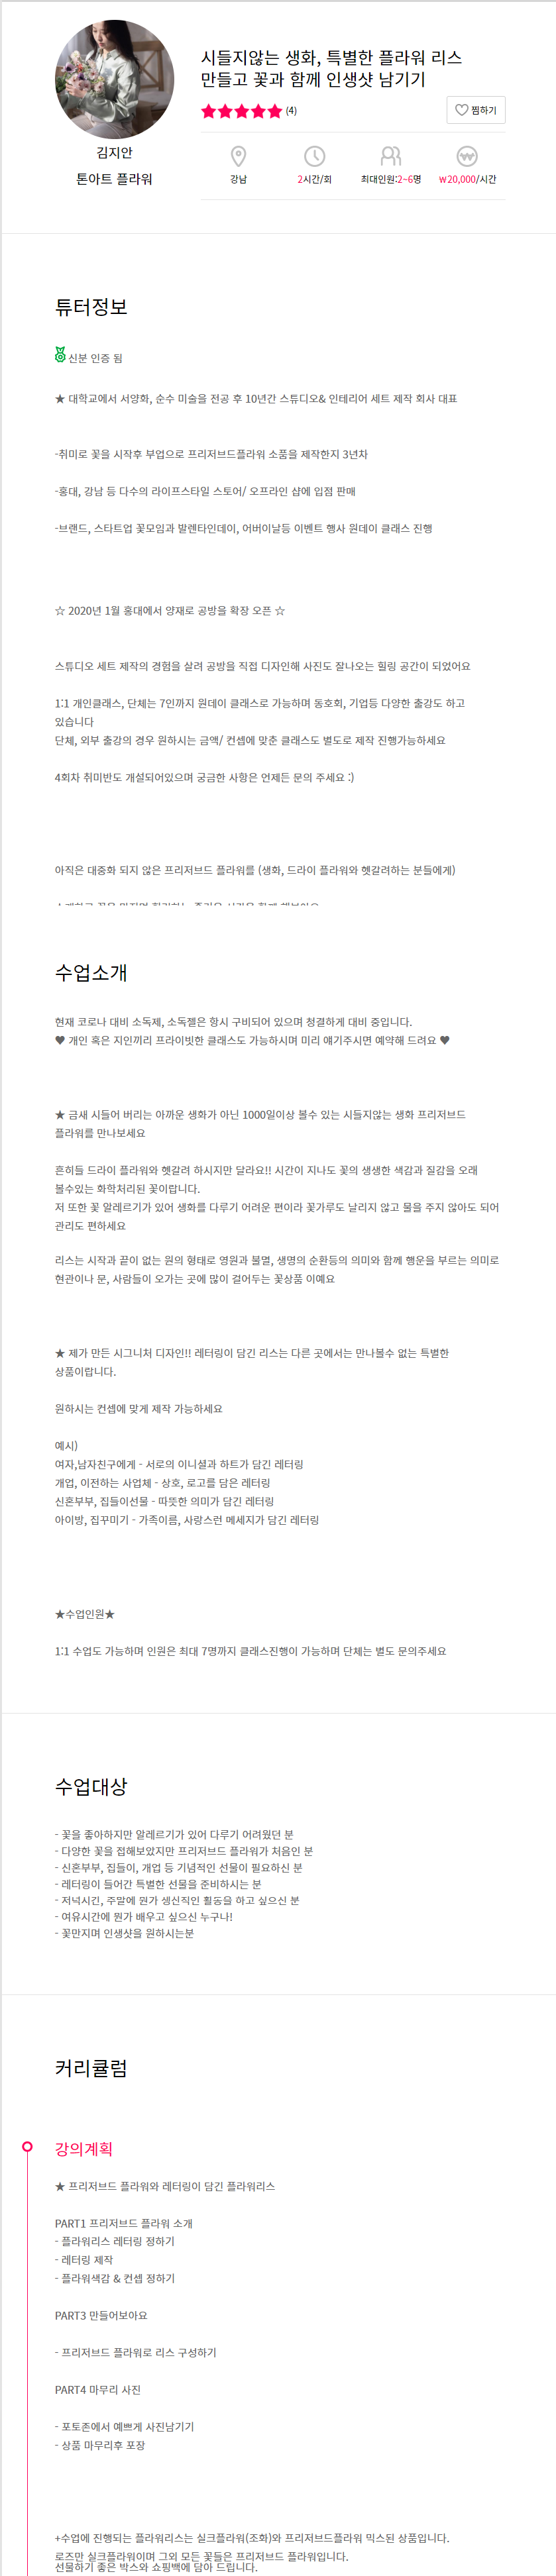 시들지않는 생화, 특별한 플라워 리스
만들고 꽃과 함께 인생샷 남기기
(4)
찜하기
김지안
톤아트 플라워
강남
2시간/회
최대인원:2~6명
₩20,000/시간
튜터정보
신분 인증 됨
★ 대학교에서 서양화, 순수 미술을 전공 후 10년간 스튜디오& 인테리어 세트 제작 회사 대표
-취미로 꽃을 시작후 부업으로 프리저브드플라워 소품을 제작한지 3년차
-홍대, 강남 등 다수의 라이프스타일 스토어/ 오프라인 샵에 입점 판매
-브랜드, 스타트업 꽃모임과 발렌타인데이, 어버이날등 이벤트 행사 원데이 클래스 진행
☆ 2020년 1월 홍대에서 양재로 공방을 확장 오픈 ☆
스튜디오 세트 제작의 경험을 살려 공방을 직접 디자인해 사진도 잘나오는 힐링 공간이 되었어요
1:1 개인클래스, 단체는 7인까지 원데이 클래스로 가능하며 동호회, 기업등 다양한 출강도 하고
있습니다
단체, 외부 출강의 경우 원하시는 금액/ 컨셉에 맞춘 클래스도 별도로 제작 진행가능하세요
4회차 취미반도 개설되어있으며 궁금한 사항은 언제든 문의 주세요 :)
아직은 대중화 되지 않은 프리저브드 플라워를 (생화, 드라이 플라워와 헷갈려하는 분들에게)
수업소개
현재 코로나 대비 소독제, 소독젤은 항시 구비되어 있으며 청결하게 대비 중입니다.
♥ 개인 혹은 지인끼리 프라이빗한 클래스도 가능하시며 미리 얘기주시면 예약해 드려요 ♥
★ 금새 시들어 버리는 아까운 생화가 아닌 1000일이상 볼수 있는 시들지않는 생화 프리저브드
플라워를 만나보세요
흔히들 드라이 플라워와 헷갈려 하시지만 달라요!! 시간이 지나도 꽃의 생생한 색감과 질감을 오래
볼수있는 화학처리된 꽃이랍니다.
저 또한 꽃 알레르기가 있어 생화를 다루기 어려운 편이라 꽃가루도 날리지 않고 물을 주지 않아도 되어
관리도 편하세요
리스는 시작과 끝이 없는 원의 형태로 영원과 불멸, 생명의 순환등의 의미와 함께 행운을 부르는 의미로
현관이나 문, 사람들이 오가는 곳에 많이 걸어두는 꽃상품 이예요
★ 제가 만든 시그니처 디자인!! 레터링이 담긴 리스는 다른 곳에서는 만나볼수 없는 특별한
상품이랍니다.
원하시는 컨셉에 맞게 제작 가능하세요
예시)
여자,남자친구에게 - 서로의 이니셜과 하트가 담긴 레터링
개업, 이전하는 사업체 - 상호, 로고를 담은 레터링
신혼부부, 집들이선물 - 따뜻한 의미가 담긴 레터링
아이방, 집꾸미기 - 가족이름, 사랑스런 메세지가 담긴 레터링
★수업인원★
1:1 수업도 가능하며 인원은 최대 7명까지 클래스진행이 가능하며 단체는 별도 문의주세요
수업대상
- 꽃을 좋아하지만 알레르기가 있어 다루기 어려웠던 분
- 다양한 꽃을 접해보았지만 프리저브드 플라워가 처음인 분
- 신혼부부, 집들이, 개업 등 기념적인 선물이 필요하신 분
- 레터링이 들어간 특별한 선물을 준비하시는 분
- 저녁시간, 주말에 뭔가 생산적인 활동을 하고 싶으신 분
- 여유시간에 뭔가 배우고 싶으신 누구나!
- 꽃만지며 인생샷을 원하시는분
커리큘럼
강의계획
★ 프리저브드 플라워와 레터링이 담긴 플라워리스
PART1 프리저브드 플라워 소개
- 플라워리스 레터링 정하기
- 레터링 제작
- 플라워색감 & 컨셉 정하기
PART3 만들어보아요
- 프리저브드 플라워로 리스 구성하기
PART4 마무리 사진
- 포토존에서 예쁘게 사진남기기
- 상품 마무리후 포장
+수업에 진행되는 플라워리스는 실크플라워(조화)와 프리저브드플라워 믹스된 상품입니다.
로즈만 실크플라워이며 그외 모든 꽃들은 프리저브드 플라워입니다.
선물하기 좋은 박스와 쇼핑백에 담아 드립니다.